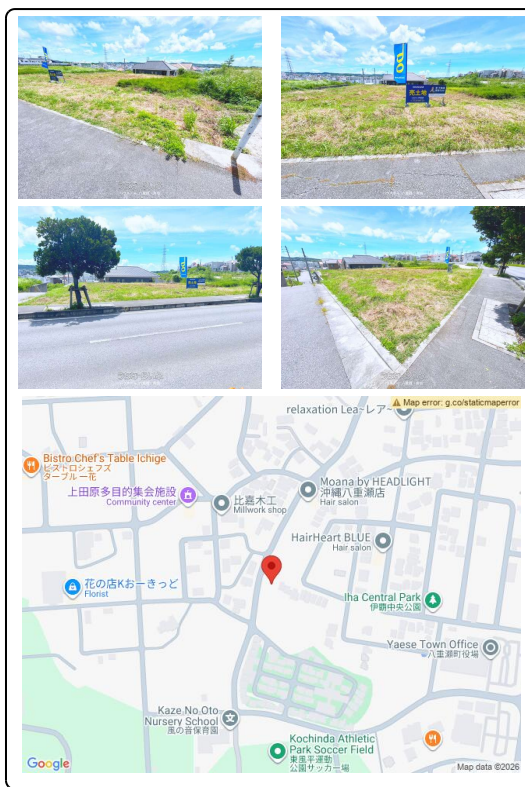 売土地
Map error: g.co/staticmaperror
relaxation Lea~レア~
Bistro Chef's Table Ichige
ビストロシェフズ
ターブル 一花
Moana by HEADLIGHT
沖縄八重瀬店
Hair salon
上田原多目的集会施設
Community center
比嘉木工
Millwork shop
HairHeart BLUE
Hair salon
花の店Kおーきっど
Florist
Iha Central Park
伊覇中央公園
Yaese Town Office
八重瀬町役場
Kaze No Oto
Nursery School
風の音保育園
Kochinda Athletic
Park Soccer Field
東風平運動
公園サッカー場
Google
Map data ©2026